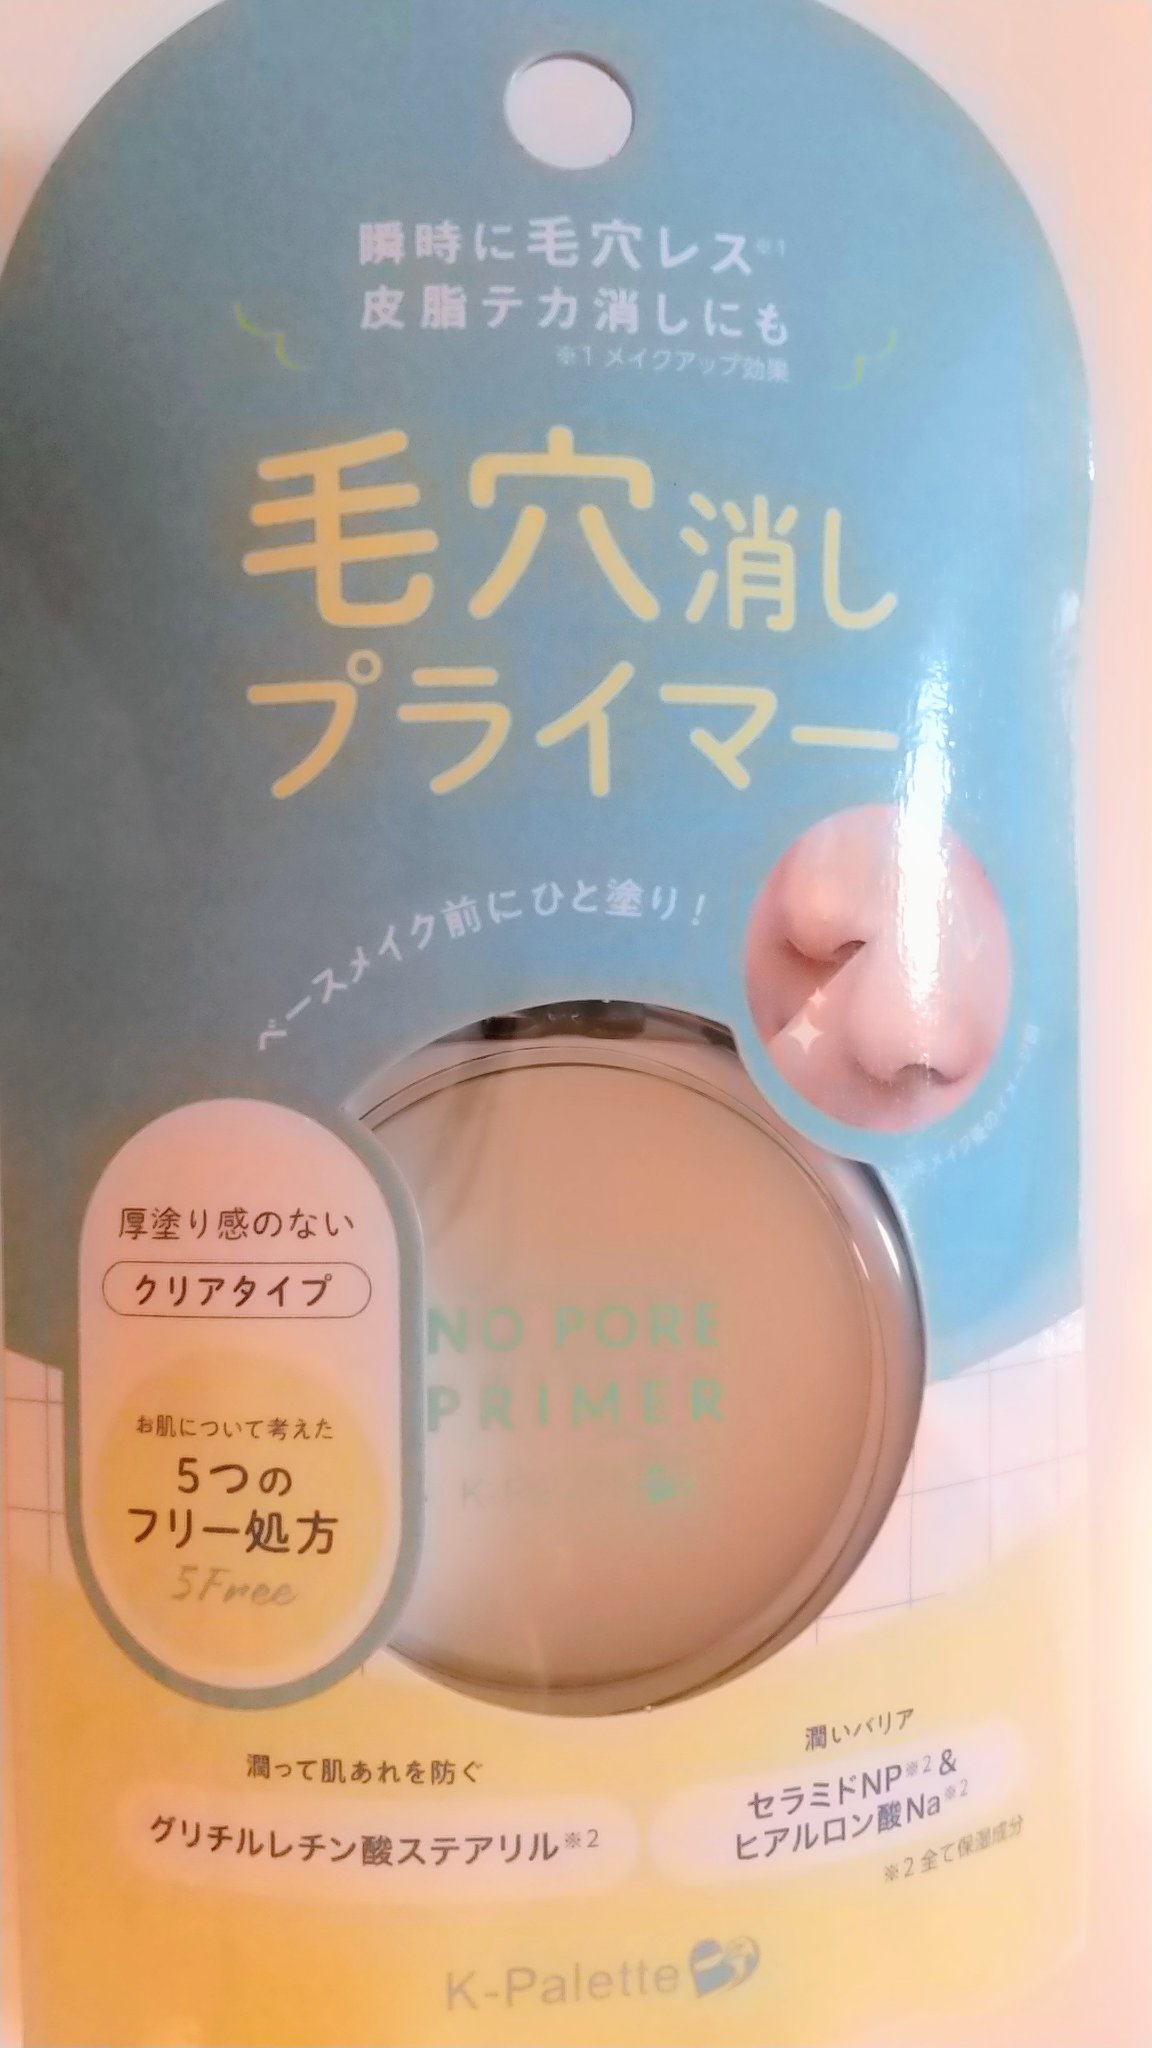 瞬時に毛穴レス※1
皮脂テカ消しにも
※1 メイクアップ効果
毛穴消し
プライマー
ベースメイク前にひと塗り!
厚塗り感のない
クリアタイプ
お肌について考えた
5つの
フリー処方
5Free
NO PORE
PRIMER
潤って肌あれを防ぐ
グリチルレチン酸ステアリル※2
潤いバリア
セラミドNP※2&
ヒアルロン酸Na※2
※2 全て保湿成分
K-Palette